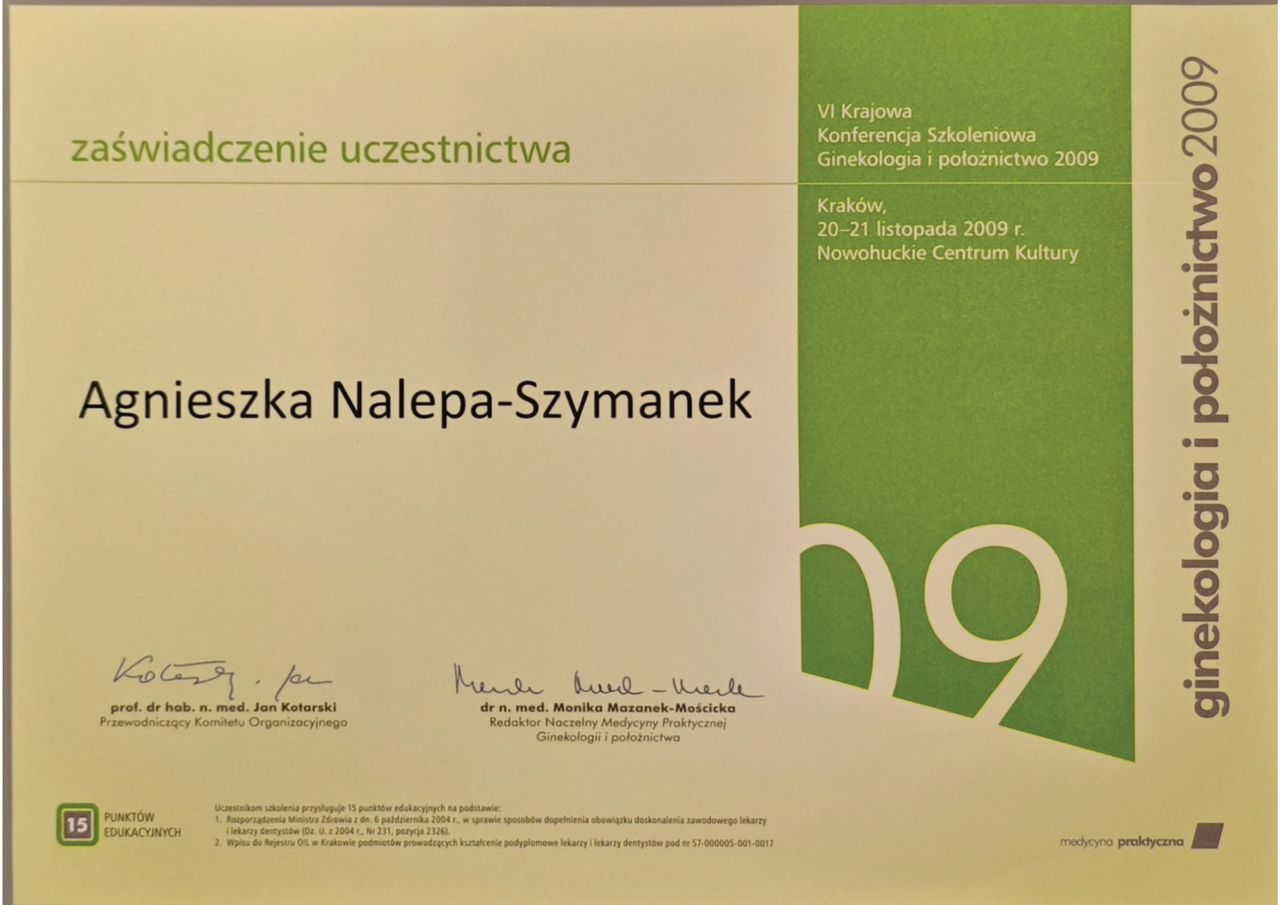 zaświadczenie uczestnictwa
VI Krajowa
Konferencja Szkoleniowa
Ginekologia i położnictwo 2009
Kraków,
20–21 listopada 2009 r.
Nowohuckie Centrum Kultury
ginekologia i położnictwo2009
Agnieszka Nalepa-Szymanek
09
prof. dr hab. n. med. Jan Kotarski
Przewodniczący Komitetu Organizacyjnego
dr n. med. Monika Mazanek-Mościcka
Redaktor Naczelny Medycyny Praktycznej
Ginekologii i położnictwa
15 PUNKTÓW
EDUKACYJNYCH
Uczestnikom szkolenia przysługuje 15 punktów edukacyjnych na podstawie:
1. Rozporządzenia Ministra Zdrowia z dn. 6 października 2004 r., w sprawie sposobów dopełnienia obowiązku doskonalenia zawodowego lekarzy
i lekarzy dentystów (Dz. U. z 2004 r., Nr 231, pozycja 2326).
2. Wpisu do Rejestru OIL w Krakowie podmiotów prowadzących kształcenie podyplomowe lekarzy i lekarzy dentystów pod nr 57-000005-001-0017
medycyna praktyczna